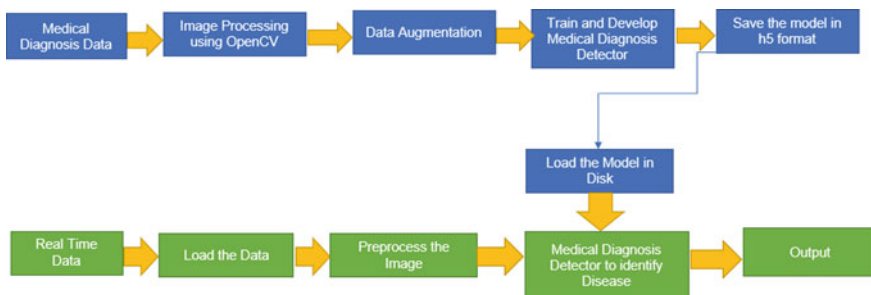 Medical
Diagnosis Data
Image Processing
using OpenCV
Data Augmentation
Train and Develop
Medical Diagnosis
Detector
Save the model in
h5 format
Load the Model in
Disk
Real Time
Data
Load the Data
Preprocess the
Image
Medical Diagnosis
Detector to identify
Disease
Output